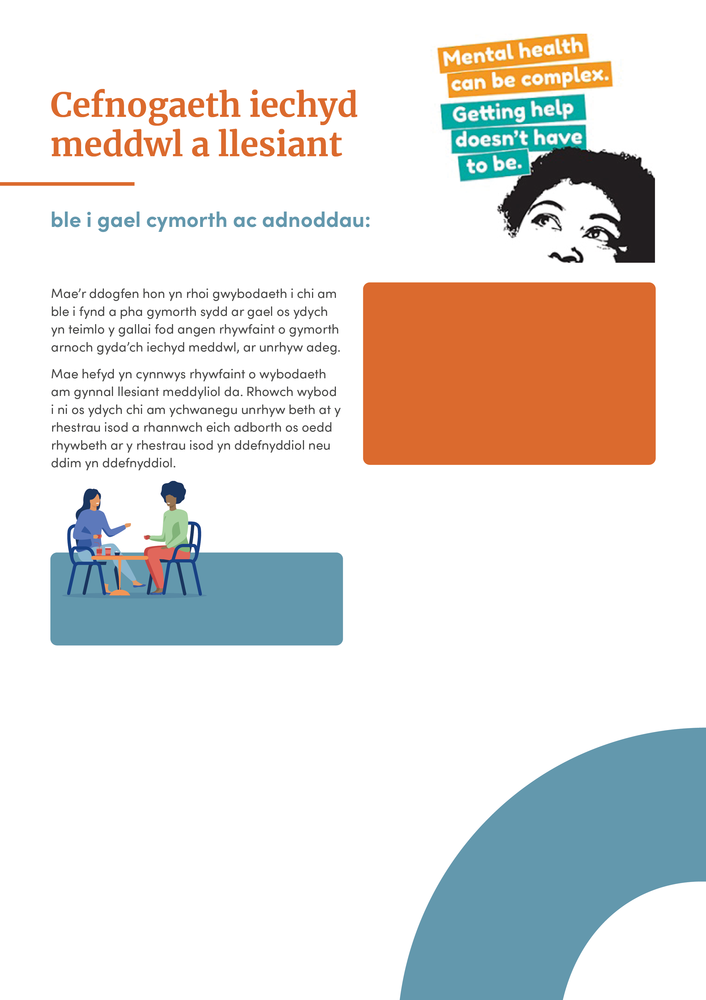 Cefnogaeth iechyd
meddwl a llesiant
ble i gael cymorth ac adnoddau:
Mental health
can be complex.
Getting help
doesn't have
to be.
Mae’r ddogfen hon yn rhoi gwybodaeth i chi am
ble i fynd a pha gymorth sydd ar gael os ydych
yn teimlo y gallai fod angen rhywfaint o gymorth
arnoch gyda’ch iechyd meddwl, ar unrhyw adeg.
Mae hefyd yn cynnwys rhywfaint o wybodaeth
am gynnal llesiant meddyliol da. Rhowch wybod
i ni os ydych chi am ychwanegu unrhyw beth at y
rhestrau isod a rhannwch eich adborth os oedd
rhywbeth ar y rhestrau isod yn ddefnyddiol neu
ddim yn ddefnyddiol.